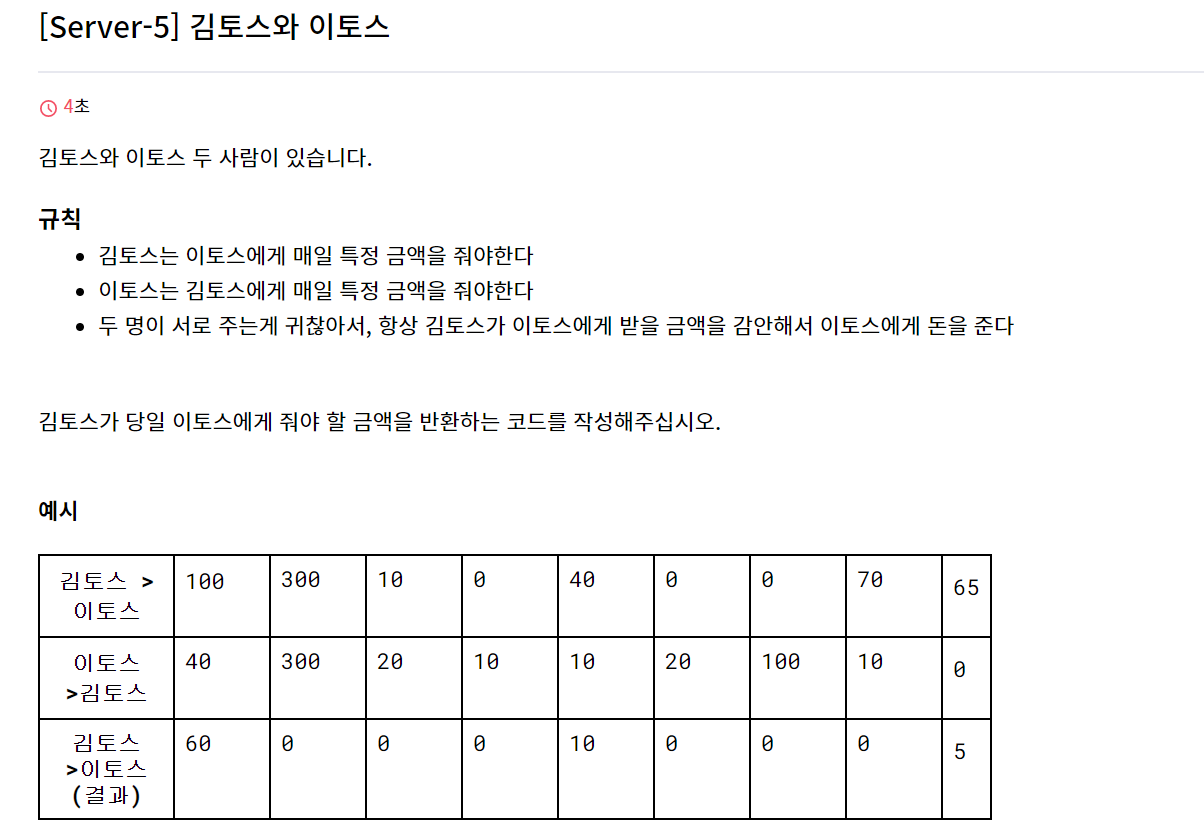 [Server-5] 김토스와 이토스
4초
김토스와 이토스 두 사람이 있습니다.
규칙
• 김토스는 이토스에게 매일 특정 금액을 줘야한다
• 이토스는 김토스에게 매일 특정 금액을 줘야한다
• 두 명이 서로 주는게 귀찮아서, 항상 김토스가 이토스에게 받을 금액을 감안해서 이토스에게 돈을 준다
김토스가 당일 이토스에게 줘야 할 금액을 반환하는 코드를 작성해주십시오.
예시
김토스 > 100 300 10 0 40 0 0 70 65
이토스
이토스 40 300 20 10 10 20 100 10 0
>김토스
김토스 60 0 0 0 10 0 0 0 5
>이토스
(결과)